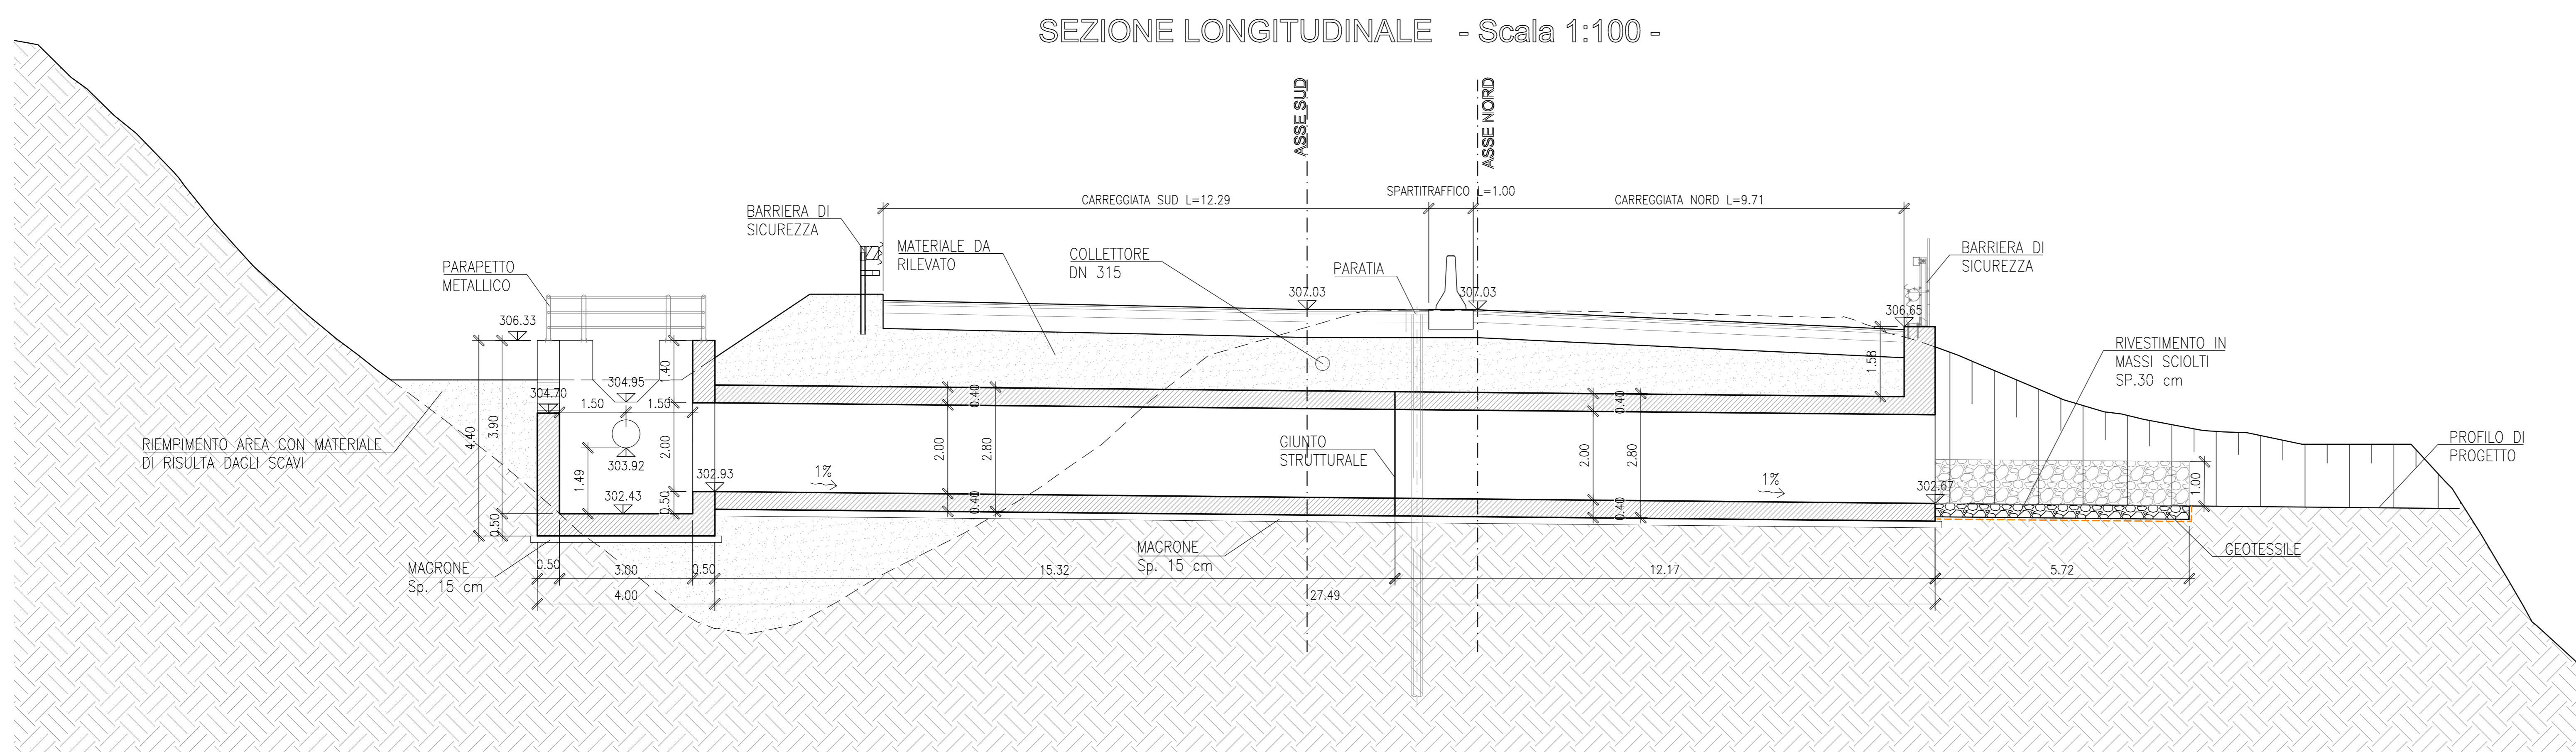 SEZIONE LONGITUDINALE - Scala 1:100 -
ASSE SUD
ASSE NORD
CARREGGIATA SUD L=12.29
SPARTITRAFFICO L=1.00
CARREGGIATA NORD L=9.71
BARRIERA DI
SICUREZZA
MATERIALE DA
RILEVATO
COLLETTORE
DN 315
PARATIA
BARRIERA DI
SICUREZZA
PARAPETTO
METALLICO
307.03
307.03
306.65
306.33
RIVESTIMENTO IN
MASSI SCIOLTI
SP.30 cm
1.40
1.58
304.95
304.70
1.50
1.50
0.40
0.40
RIEMPIMENTO AREA CON MATERIALE
DI RISULTA DAGLI SCAVI
4.40
3.90
2.00
2.00
2.80
GIUNTO
STRUTTURALE
2.00
2.80
PROFILO DI
PROGETTO
303.92
1.49
302.93
1%
1%
302.67
1.00
302.43
0.50
0.40
0.40
0.50
MAGRONE
Sp. 15 cm
MAGRONE
Sp. 15 cm
GEOTESSILE
0.50
3.00
0.50
15.32
12.17
5.72
4.00
27.49